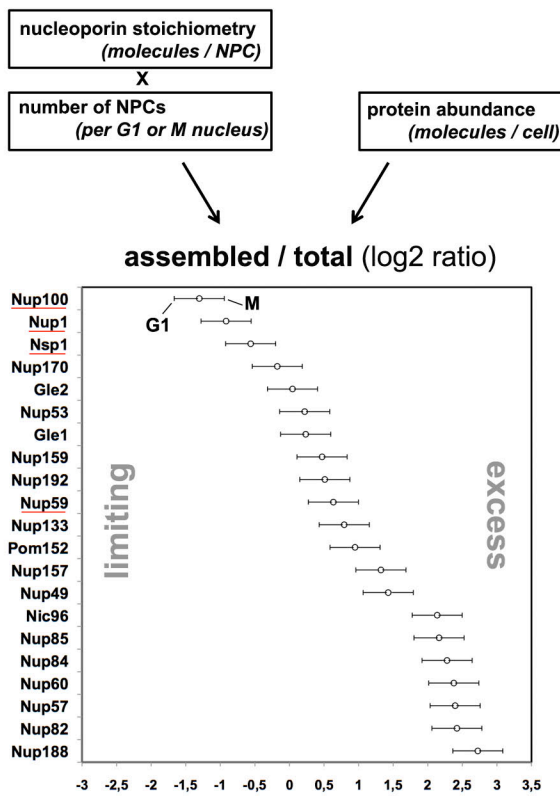 nucleoporin stoichiometry
(molecules / NPC)
X
number of NPCs
(per G1 or M nucleus)
protein abundance
(molecules / cell)
assembled / total (log2 ratio)
Nup100
Nup1
Nsp1
Nup170
Gle2
Nup53
Gle1
Nup159
Nup192
Nup59
Nup133
Pom152
Nup157
Nup49
Nic96
Nup85
Nup84
Nup60
Nup57
Nup82
Nup188
G1
M
limiting
excess
-3 -2,5 -2 -1,5 -1 -0,5 0 0,5 1 1,5 2 2,5 3 3,5